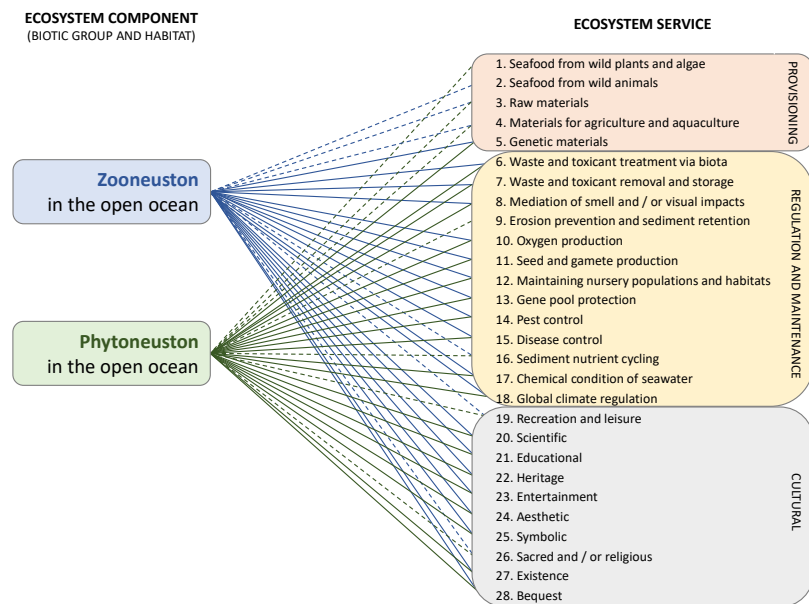 ECOSYSTEM COMPONENT
(BIOTIC GROUP AND HABITAT)
Zooneuston
in the open ocean
Phytoneuston
in the open ocean
ECOSYSTEM SERVICE
1. Seafood from wild plants and algae
2. Seafood from wild animals
3. Raw materials
4. Materials for agriculture and aquaculture
5. Genetic materials
PROVISIONING
6. Waste and toxicant treatment via biota
7. Waste and toxicant removal and storage
8. Mediation of smell and / or visual impacts
9. Erosion prevention and sediment retention
10. Oxygen production
11. Seed and gamete production
12. Maintaining nursery populations and habitats
13. Gene pool protection
14. Pest control
15. Disease control
16. Sediment nutrient cycling
17. Chemical condition of seawater
18. Global climate regulation
REGULATION AND MAINTENANCE
19. Recreation and leisure
20. Scientific
21. Educational
22. Heritage
23. Entertainment
24. Aesthetic
25. Symbolic
26. Sacred and / or religious
27. Existence
28. Bequest
CULTURAL